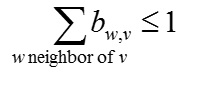 ∑ b_{w,v} ≤ 1
w neighbor of v